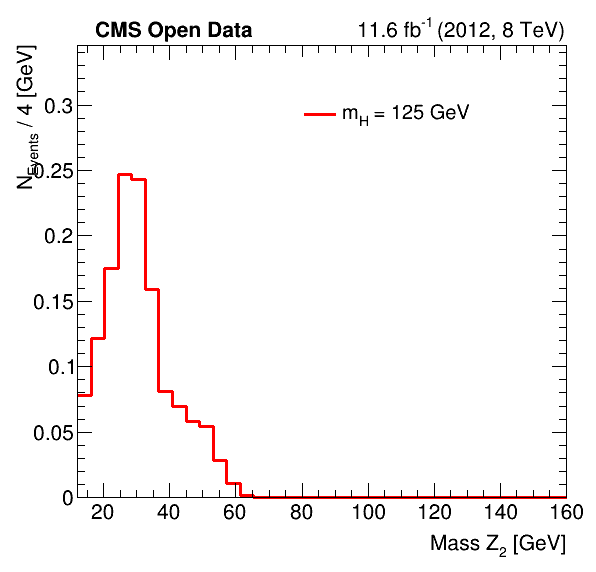 CMS Open Data 11.6 fb⁻¹ (2012, 8 TeV)
N_Events / 4 [GeV]
m_H = 125 GeV
0.3
0.25
0.2
0.15
0.1
0.05
0
20 40 60 80 100 120 140 160
Mass Z₂ [GeV]